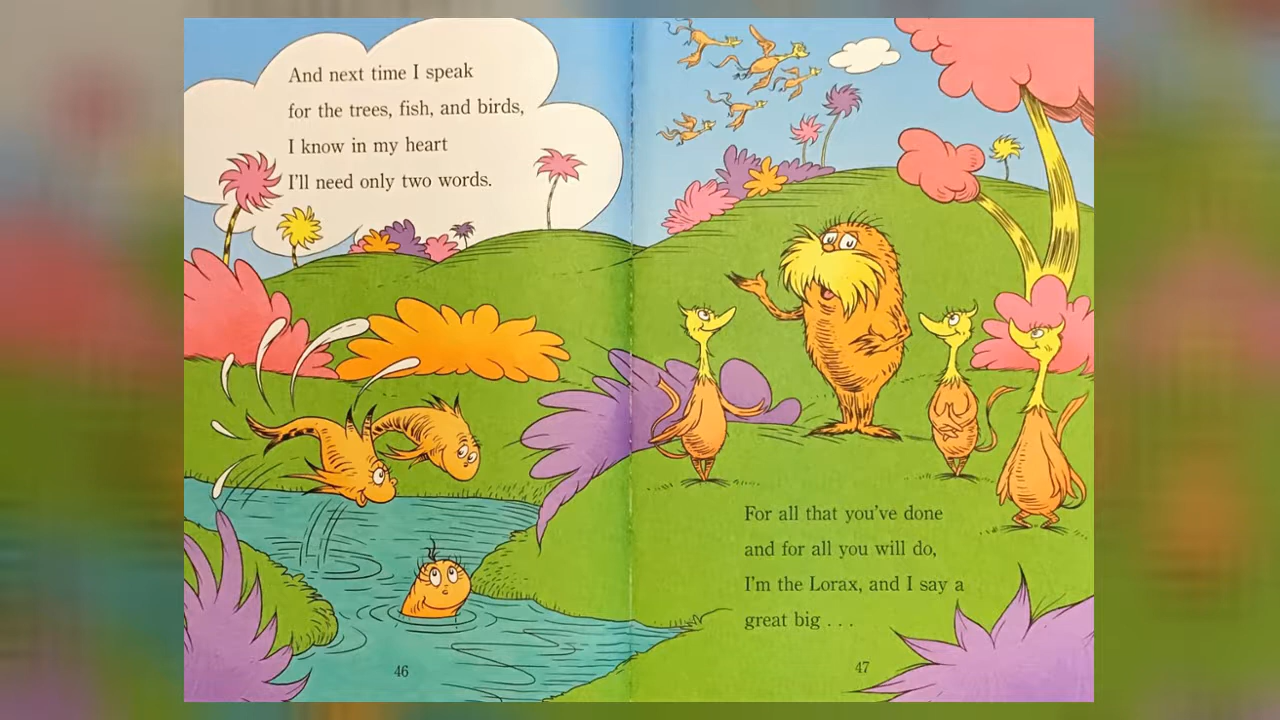 And next time I speak
for the trees, fish, and birds,
I know in my heart
I'll need only two words.
46
For all that you've done
and for all you will do,
I'm the Lorax, and I say a
great big . . .
47